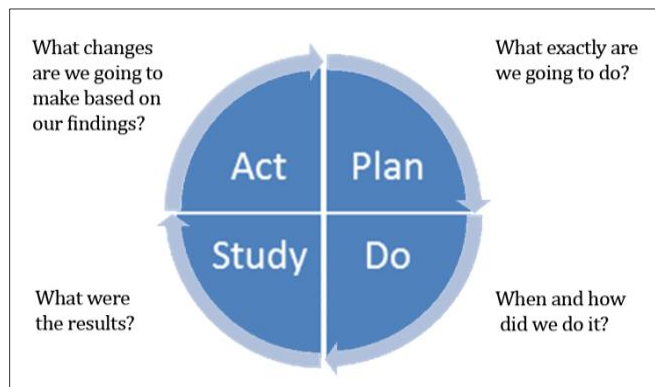 What changes
are we going to
make based on
our findings?
What exactly are
we going to do?
Act
Plan
Study
Do
What were
the results?
When and how
did we do it?